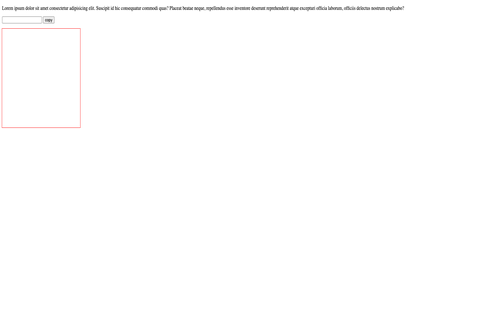 Lorem ipsum dolor sit amet consectetur adipisicing elit. Suscipit id hic consequatur commodi quas? Placeat beatae neque, repellendus esse inventore deserunt reprehenderit atque excepturi officia laborum, officiis delectus nostrum explicabo?
copy